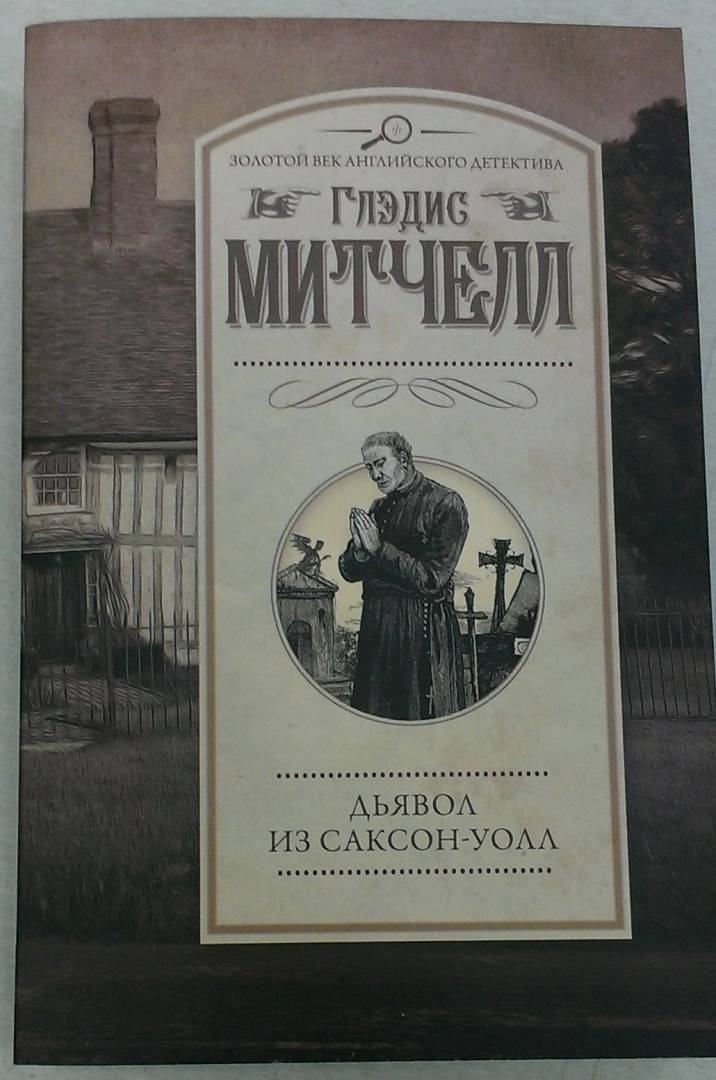 ЗОЛОТОЙ ВЕК АНГЛИЙСКОГО ДЕТЕКТИВА
ГЛЭДИС
МИТЧЕЛЛ
ДЬЯВОЛ
ИЗ САКСОН-УОЛЛ